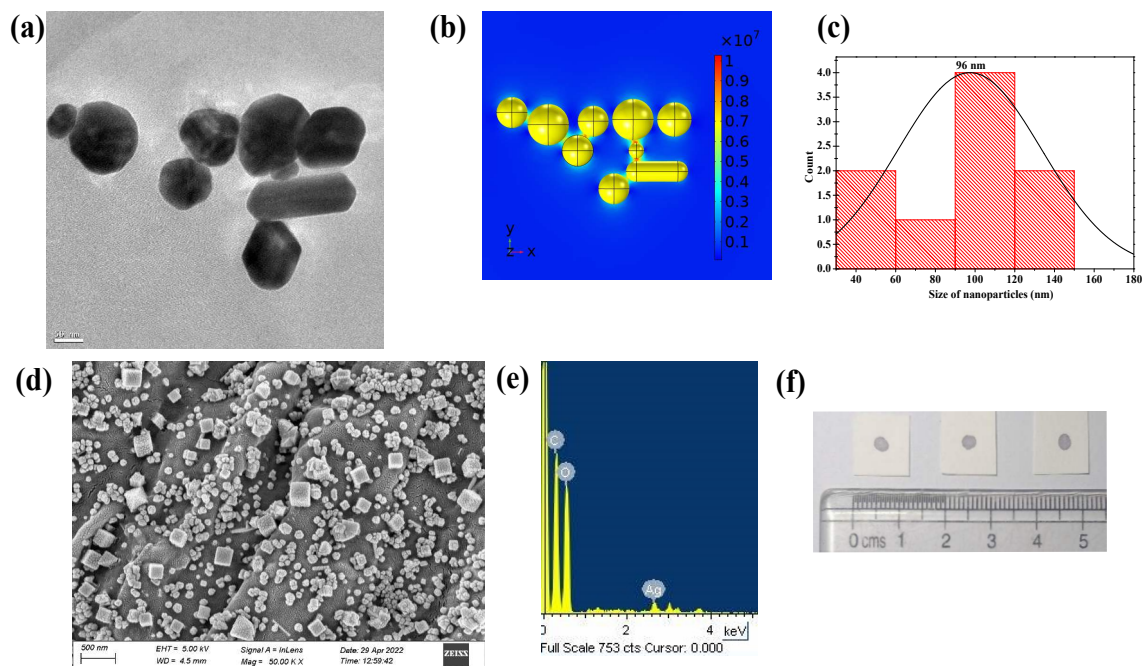 (a)
(b)
(c)
×10⁷
1
0.9
0.8
0.7
0.6
0.5
0.4
0.3
0.2
0.1
y
z
x
96 nm
4.0
3.5
3.0
2.5
2.0
1.5
1.0
0.5
0.0
Count
40 60 80 100 120 140 160 180
Size of nanoparticles (nm)
(d)
(e)
(f)
500 nm
EHT = 5.00 kV Signal A = InLens Date: 29 Apr 2022
WD = 4.5 mm Mag = 50.00 K X Time: 12:59:42
ZEISS
C
O
Ag
0 2 4
keV
Full Scale 753 cts Cursor: 0.000
0 cms 1 2 3 4 5